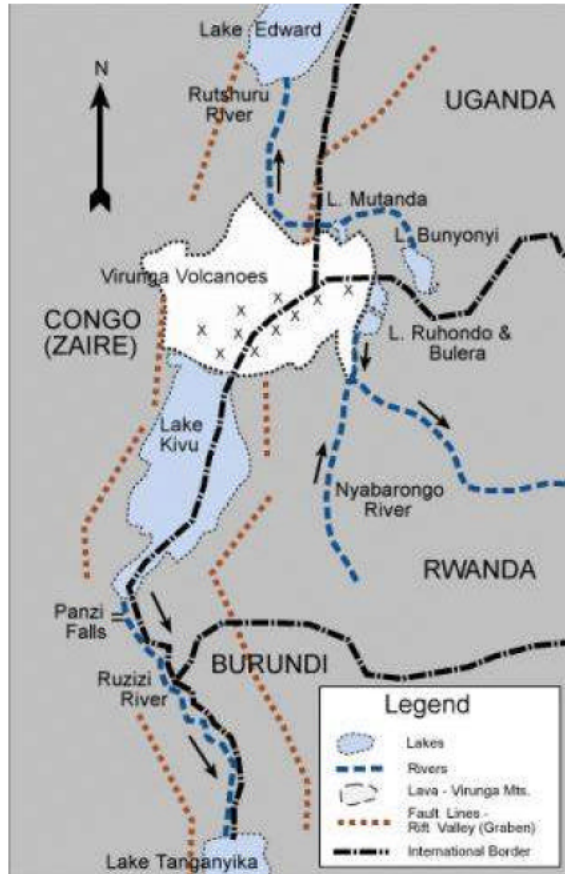 Lake Edward
N
Rutshuru
River
UGANDA
L. Mutanda
L. Bunyonyi
Virunga Volcanoes
CONGO
(ZAIRE)
L. Ruhondo &
Bulera
Lake
Kivu
Nyabarongo
River
RWANDA
Panzi
Falls
BURUNDI
Ruzizi
River
Lake Tanganyika
Legend
Lakes
Rivers
Lava - Virunga Mts.
Fault Lines -
Rift Valley (Graben)
International Border